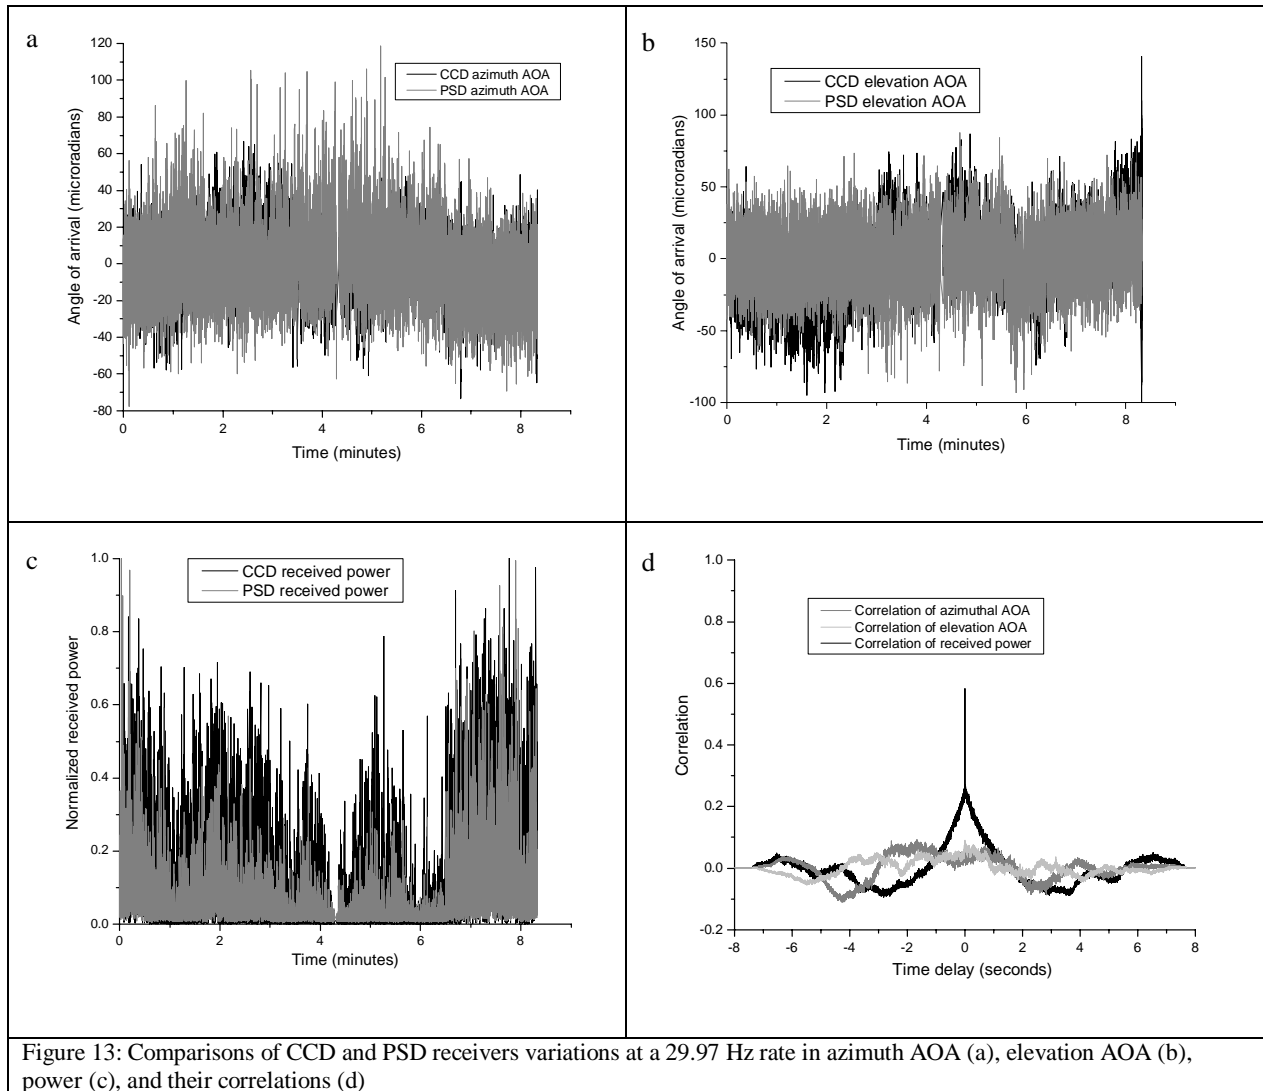 a
120
100
80
60
40
20
0
-20
-40
-60
-80
Angle of arrival (microradians)
CCD azimuth AOA
PSD azimuth AOA
0
2
4
6
8
Time (minutes)
b
150
100
50
0
-50
-100
Angle of arrival (microradians)
CCD elevation AOA
PSD elevation AOA
0
2
4
6
8
Time (minutes)
c
1.0
0.8
0.6
0.4
0.2
0.0
Normalized received power
CCD received power
PSD received power
0
2
4
6
8
Time (minutes)
d
1.0
0.8
0.6
0.4
0.2
0.0
-0.2
Correlation
Correlation of azimuthal AOA
Correlation of elevation AOA
Correlation of received power
-8
-6
-4
-2
0
2
4
6
8
Time delay (seconds)
Figure 13: Comparisons of CCD and PSD receivers variations at a 29.97 Hz rate in azimuth AOA (a), elevation AOA (b),
power (c), and their correlations (d)